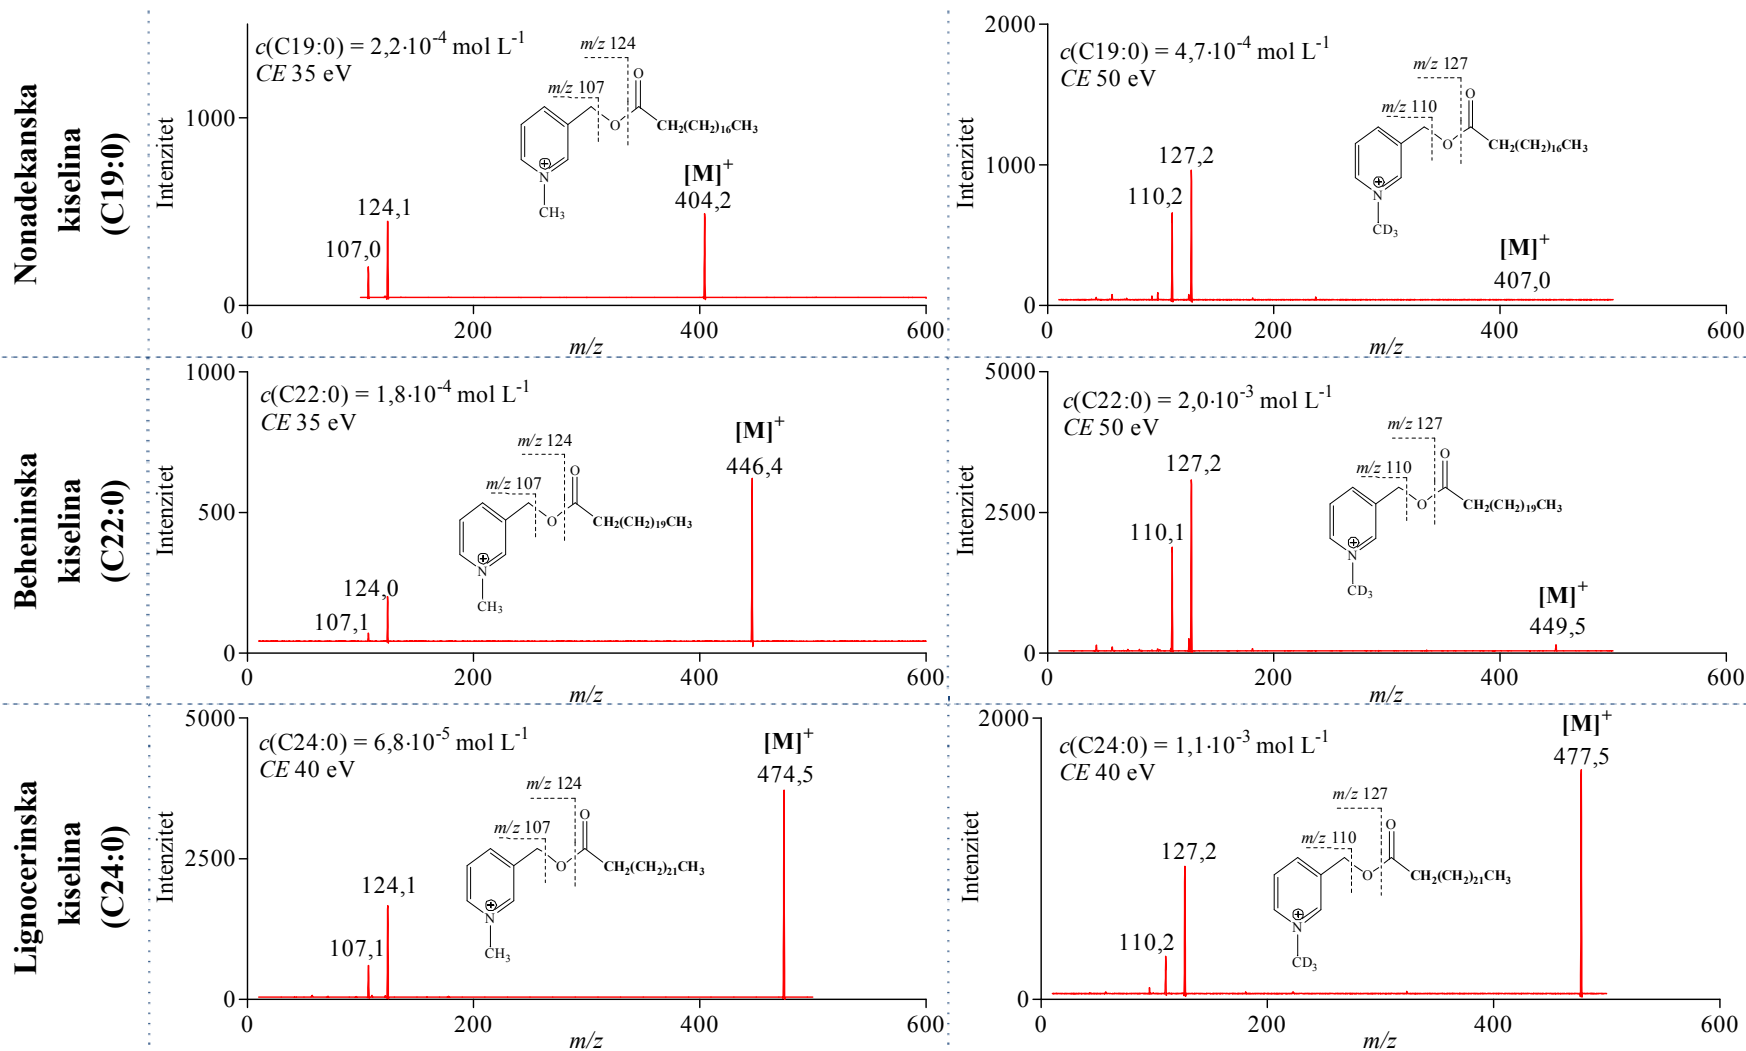 Nonadekanska
kiselina
(C19:0)
c(C19:0) = 2,2·10⁻⁴ mol L⁻¹
CE 35 eV
m/z 124
m/z 107
O
O
CH₂(CH₂)₁₆CH₃
N
⊕
CH₃
[M]⁺
404,2
124,1
107,0
Intenzitet
1000
0
0 200 400 600
m/z
c(C19:0) = 4,7·10⁻⁴ mol L⁻¹
CE 50 eV
m/z 127
m/z 110
O
O
CH₂(CH₂)₁₆CH₃
N
⊕
CD₃
[M]⁺
407,0
127,2
110,2
Intenzitet
2000
1000
0
0 200 400 600
m/z
Beheninska
kiselina
(C22:0)
c(C22:0) = 1,8·10⁻⁴ mol L⁻¹
CE 35 eV
m/z 124
m/z 107
O
O
CH₂(CH₂)₁₉CH₃
N
⊕
CH₃
[M]⁺
446,4
124,0
107,1
Intenzitet
1000
500
0
0 200 400 600
m/z
c(C22:0) = 2,0·10⁻³ mol L⁻¹
CE 50 eV
m/z 127
m/z 110
O
O
CH₂(CH₂)₁₉CH₃
N
⊕
CD₃
[M]⁺
449,5
127,2
110,1
Intenzitet
5000
2500
0
0 200 400 600
m/z
Lignocerinska
kiselina
(C24:0)
c(C24:0) = 6,8·10⁻⁵ mol L⁻¹
CE 40 eV
m/z 124
m/z 107
O
O
CH₂(CH₂)₂₁CH₃
N
⊕
CH₃
[M]⁺
474,5
124,1
107,1
Intenzitet
5000
2500
0
0 200 400 600
m/z
c(C24:0) = 1,1·10⁻³ mol L⁻¹
CE 40 eV
m/z 127
m/z 110
O
O
CH₂(CH₂)₂₁CH₃
N
⊕
CD₃
[M]⁺
477,5
127,2
110,2
Intenzitet
2000
0
0 200 400 600
m/z